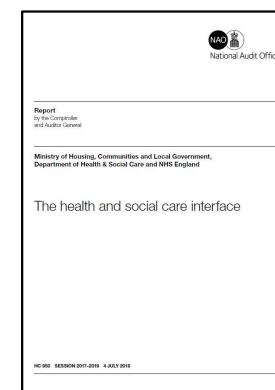 NAO
National Audit Offic
Report
by the Comptroller
and Auditor General
Ministry of Housing, Communities and Local Government,
Department of Health & Social Care and NHS England
The health and social care interface
HC 950 SESSION 2017–2019 4 JULY 2018